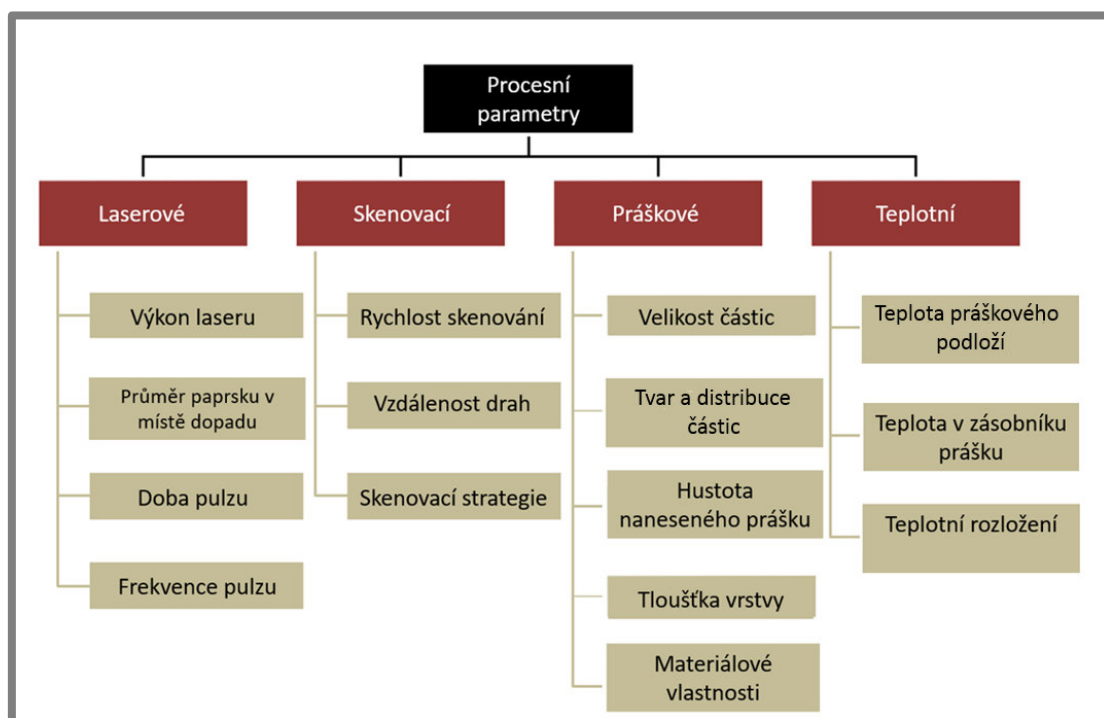 Procesní
parametry
Laserové
Skenovací
Práškové
Teplotní
Výkon laseru
Průměr paprsku v
místě dopadu
Doba pulzu
Frekvence pulzu
Rychlost skenování
Vzdálenost drah
Skenovací strategie
Velikost částic
Tvar a distribuce
částic
Hustota
naneseného prášku
Tloušťka vrstvy
Materiálové
vlastnosti
Teplota práškového
podloží
Teplota v zásobníku
prášku
Teplotní rozložení